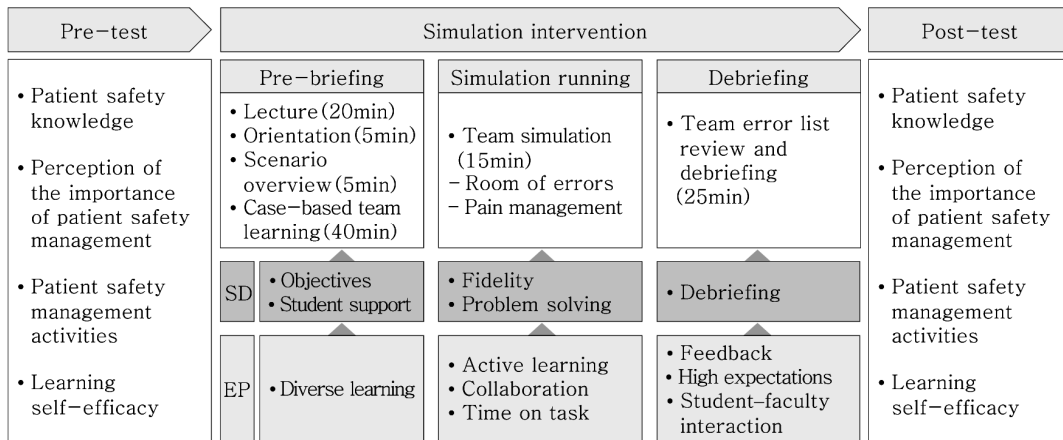 Pre-test
Simulation intervention
Post-test
• Patient safety
knowledge
• Perception of
the importance
of patient safety
management
• Patient safety
management
activities
• Learning
self-efficacy
Pre-briefing
• Lecture(20min)
• Orientation(5min)
• Scenario
overview(5min)
• Case-based team
learning(40min)
Simulation running
• Team simulation
(15min)
- Room of errors
- Pain management
Debriefing
• Team error list
review and
debriefing
(25min)
SD
• Objectives
• Student support
• Fidelity
• Problem solving
• Debriefing
EP
• Diverse learning
• Active learning
• Collaboration
• Time on task
• Feedback
• High expectations
• Student-faculty
interaction
• Patient safety
knowledge
• Perception of
the importance
of patient safety
management
• Patient safety
management
activities
• Learning
self-efficacy